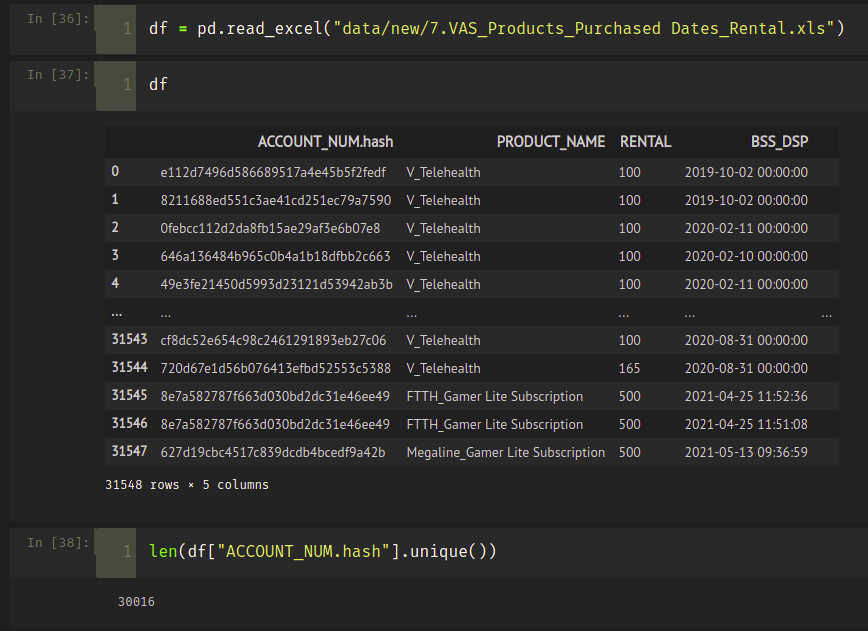 In [36]: 1 df = pd.read_excel("data/new/7.VAS_Products_Purchased Dates_Rental.xls")
In [37]: 1 df
ACCOUNT_NUM.hash PRODUCT_NAME RENTAL BSS_DSP
0 e112d7496d586689517a4e45b5f2fedf V_Telehealth 100 2019-10-02 00:00:00
1 8211688ed551c3ae41cd251ec79a7590 V_Telehealth 100 2019-10-02 00:00:00
2 0febcc112d2da8fb15ae29af3e6b07e8 V_Telehealth 100 2020-02-11 00:00:00
3 646a136484b965c0b4a1b18dfbb2c663 V_Telehealth 100 2020-02-10 00:00:00
4 49e3fe21450d5993d23121d53942ab3b V_Telehealth 100 2020-02-11 00:00:00
... ... ... ... ... ...
31543 cf8dc52e654c98c2461291893eb27c06 V_Telehealth 100 2020-08-31 00:00:00
31544 720d67e1d56b076413efbd52553c5388 V_Telehealth 165 2020-08-31 00:00:00
31545 8e7a582787f663d030bd2dc31e46ee49 FTTH_Gamer Lite Subscription 500 2021-04-25 11:52:36
31546 8e7a582787f663d030bd2dc31e46ee49 FTTH_Gamer Lite Subscription 500 2021-04-25 11:51:08
31547 627d19cbc4517c839dcdb4bcedf9a42b Megaline_Gamer Lite Subscription 500 2021-05-13 09:36:59
31548 rows × 5 columns
In [38]: 1 len(df["ACCOUNT_NUM.hash"].unique())
30016